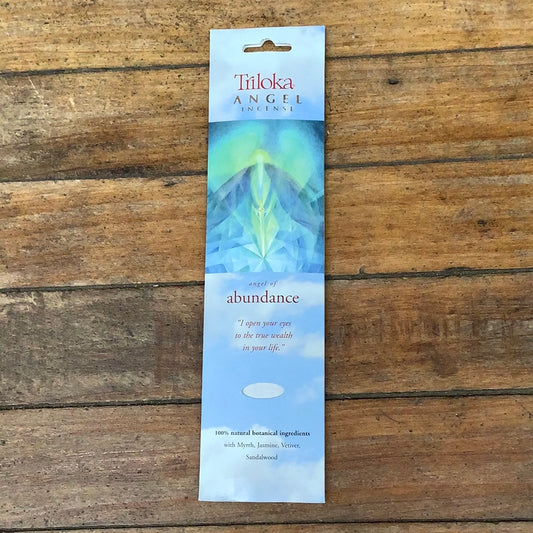 Triloka
ANGEL
INCENSE
angel of
abundance
"I open your eyes
to the true wealth
in your life."
100% natural botanical ingredients
with Myrrh, Jasmine, Vetiver,
Sandalwood